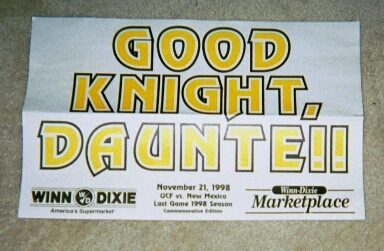 GOOD
KNIGHT,
DAUNTE!!
WINN WD DIXIE
America's Supermarket
November 21, 1998
UCF vs. New Mexico
Last Game 1998 Season
Commemorative Edition
Winn-Dixie
Marketplace